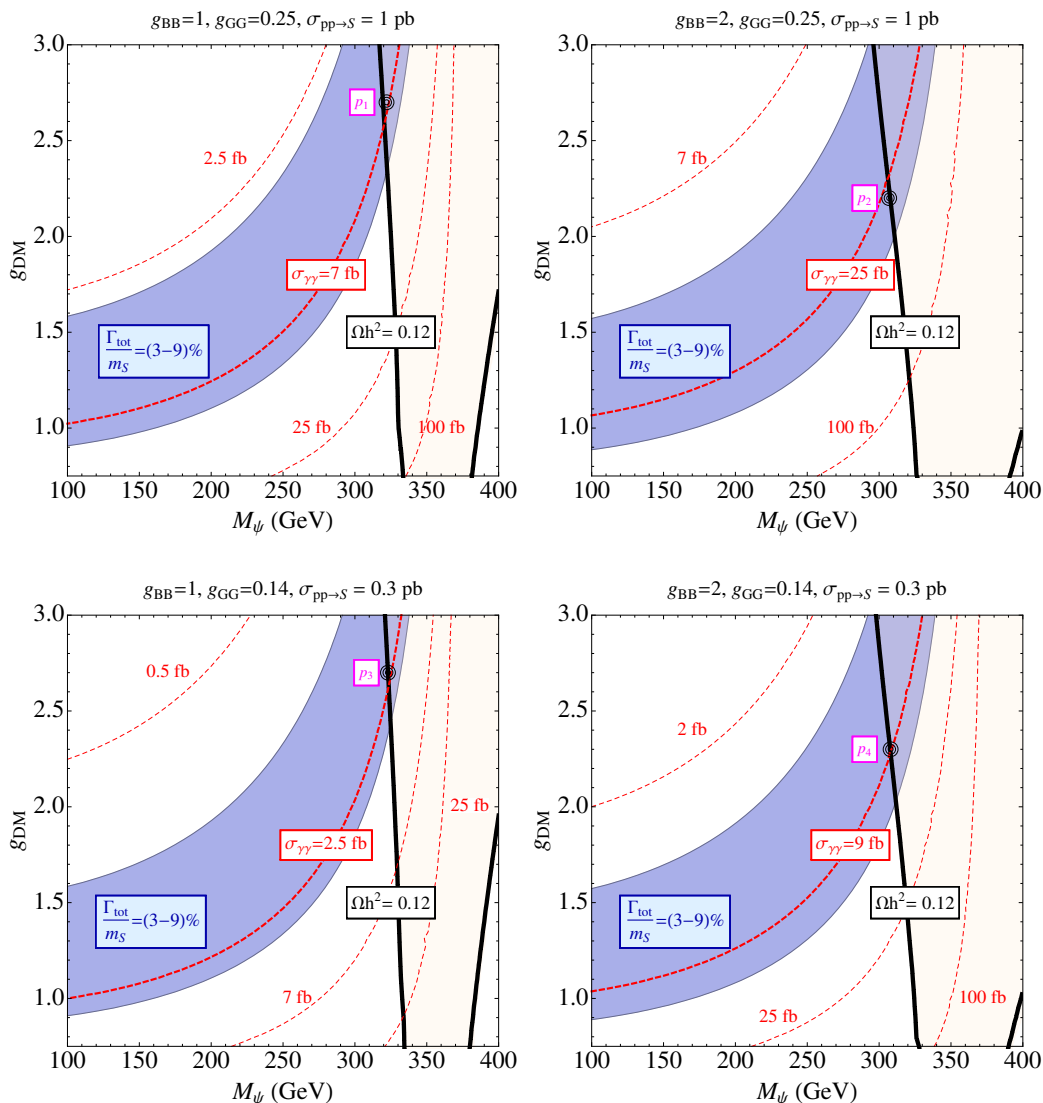 g_BB=1, g_GG=0.25, σ_pp→S = 1 pb
3.0
2.5
2.0
1.5
1.0
g_DM
p_1
2.5 fb
σ_γγ=7 fb
Ωh²= 0.12
Γ_tot/m_S=(3−9)%
25 fb
100 fb
100 150 200 250 300 350 400
M_ψ (GeV)
g_BB=2, g_GG=0.25, σ_pp→S = 1 pb
3.0
2.5
2.0
1.5
1.0
g_DM
7 fb
p_2
σ_γγ=25 fb
Ωh²= 0.12
Γ_tot/m_S=(3−9)%
100 fb
100 150 200 250 300 350 400
M_ψ (GeV)
g_BB=1, g_GG=0.14, σ_pp→S = 0.3 pb
3.0
2.5
2.0
1.5
1.0
g_DM
0.5 fb
p_3
25 fb
σ_γγ=2.5 fb
Ωh²= 0.12
Γ_tot/m_S=(3−9)%
7 fb
100 150 200 250 300 350 400
M_ψ (GeV)
g_BB=2, g_GG=0.14, σ_pp→S = 0.3 pb
3.0
2.5
2.0
1.5
1.0
g_DM
2 fb
p_4
σ_γγ=9 fb
Ωh²= 0.12
Γ_tot/m_S=(3−9)%
25 fb
100 fb
100 150 200 250 300 350 400
M_ψ (GeV)